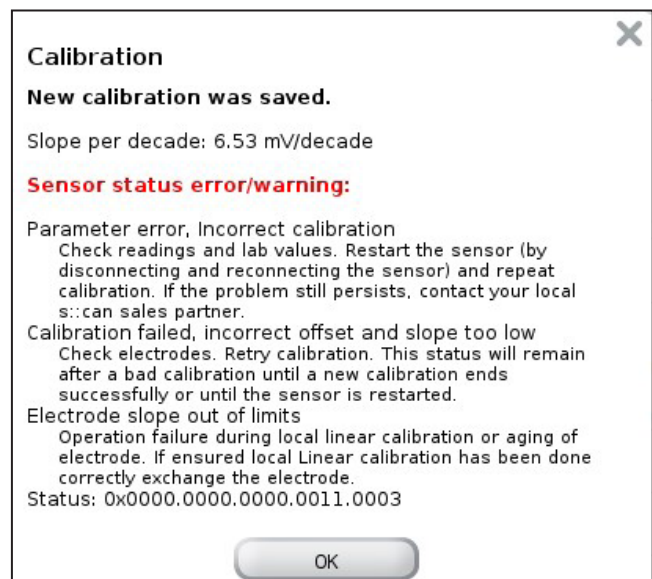 Calibration
New calibration was saved.
Slope per decade: 6.53 mV/decade
Sensor status error/warning:
Parameter error, Incorrect calibration
Check readings and lab values. Restart the sensor (by
disconnecting and reconnecting the sensor) and repeat
calibration. If the problem still persists, contact your local
s::can sales partner.
Calibration failed, incorrect offset and slope too low
Check electrodes. Retry calibration. This status will remain
after a bad calibration until a new calibration ends
successfully or until the sensor is restarted.
Electrode slope out of limits
Operation failure during local linear calibration or aging of
electrode. If ensured local Linear calibration has been done
correctly exchange the electrode.
Status: 0x0000.0000.0000.0011.0003
OK